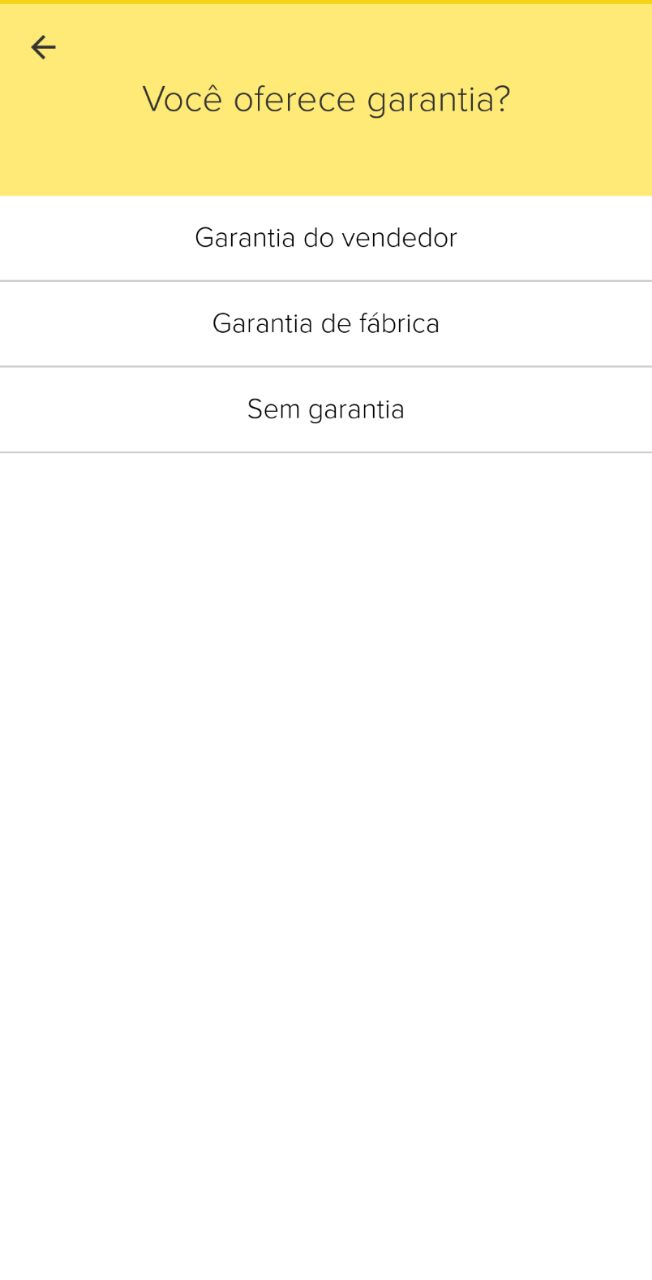 Você oferece garantia?
Garantia do vendedor
Garantia de fábrica
Sem garantia